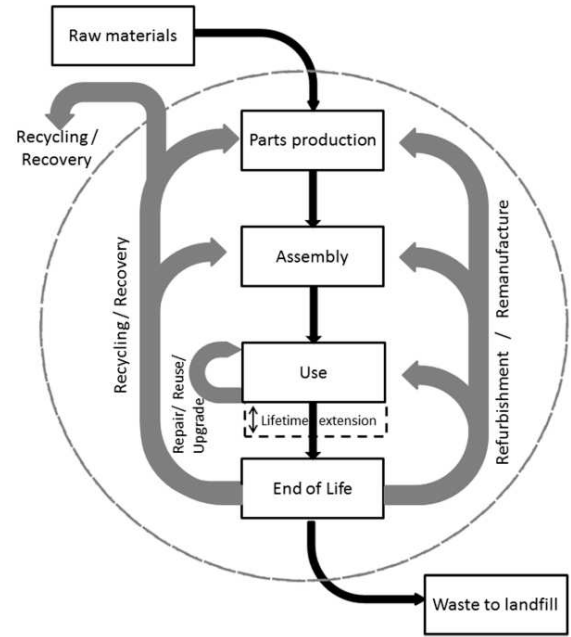 Raw materials
Recycling /
Recovery
Parts production
Assembly
Recycling / Recovery
Refurbishment / Remanufacture
Use
Repair/ Reuse/
Upgrade
Lifetime extension
End of Life
Waste to landfill